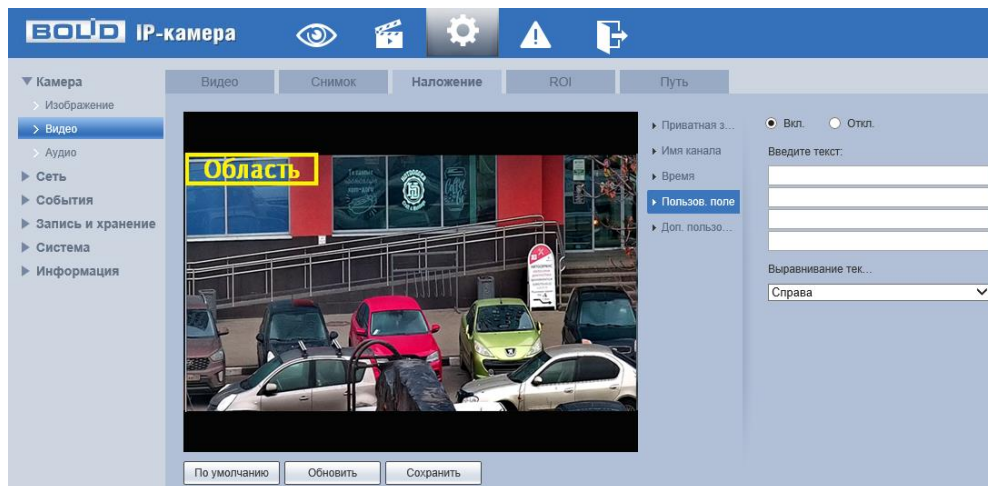 BOLID IP-камера
Камера
Изображение
Видео
Аудио
Сеть
События
Запись и хранение
Система
Информация
Видео
Снимок
Наложение
ROI
Путь
Область
Приватная з...
Имя канала
Время
Пользов. поле
Доп. пользо...
Вкл.
Откл.
Введите текст:
Выравнивание тек...
Справа
По умолчанию
Обновить
Сохранить